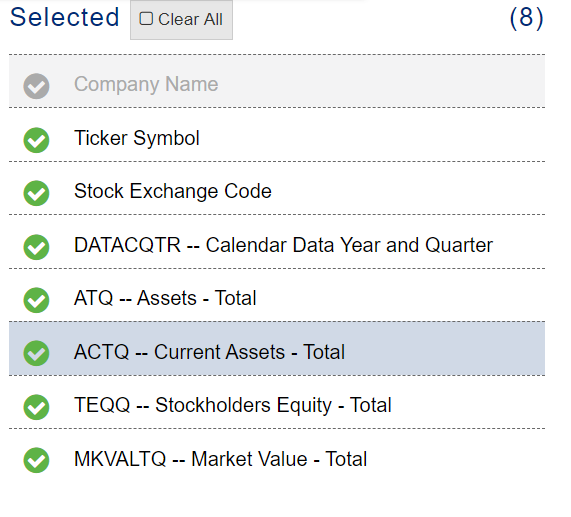 Selected
Clear All
(8)
Company Name
Ticker Symbol
Stock Exchange Code
DATACQTR -- Calendar Data Year and Quarter
ATQ -- Assets - Total
ACTQ -- Current Assets - Total
TEQQ -- Stockholders Equity - Total
MKVALTQ -- Market Value - Total